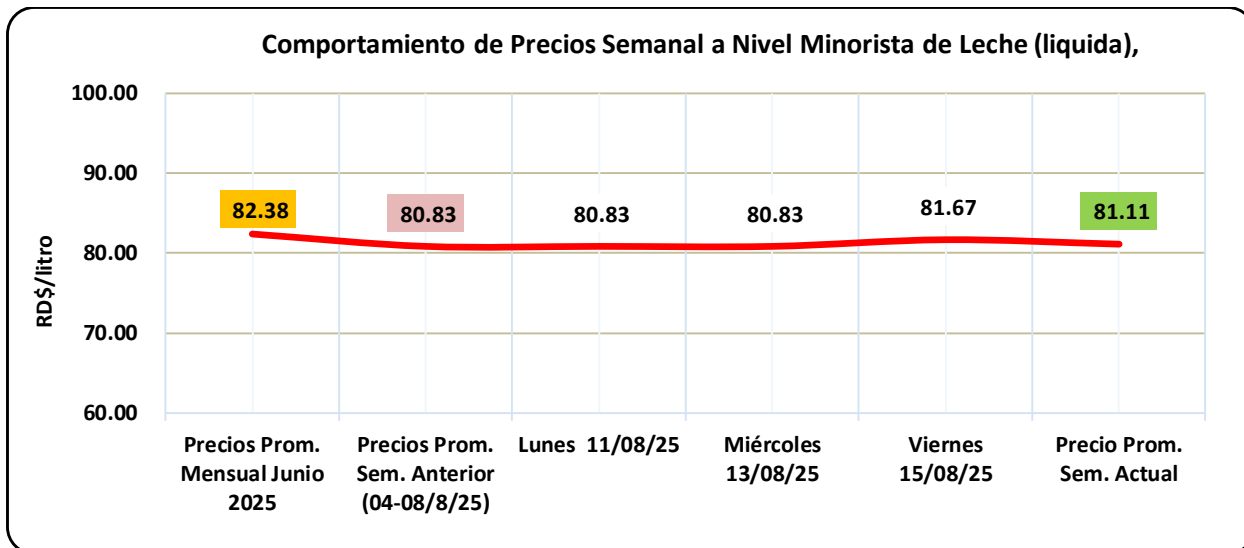 Comportamiento de Precios Semanal a Nivel Minorista de Leche (liquida),
RD$/litro
100.00
90.00
80.00
70.00
60.00
82.38
80.83
80.83
80.83
81.67
81.11
Precios Prom.
Mensual Junio
2025
Precios Prom.
Sem. Anterior
(04-08/8/25)
Lunes 11/08/25
Miércoles
13/08/25
Viernes
15/08/25
Precio Prom.
Sem. Actual